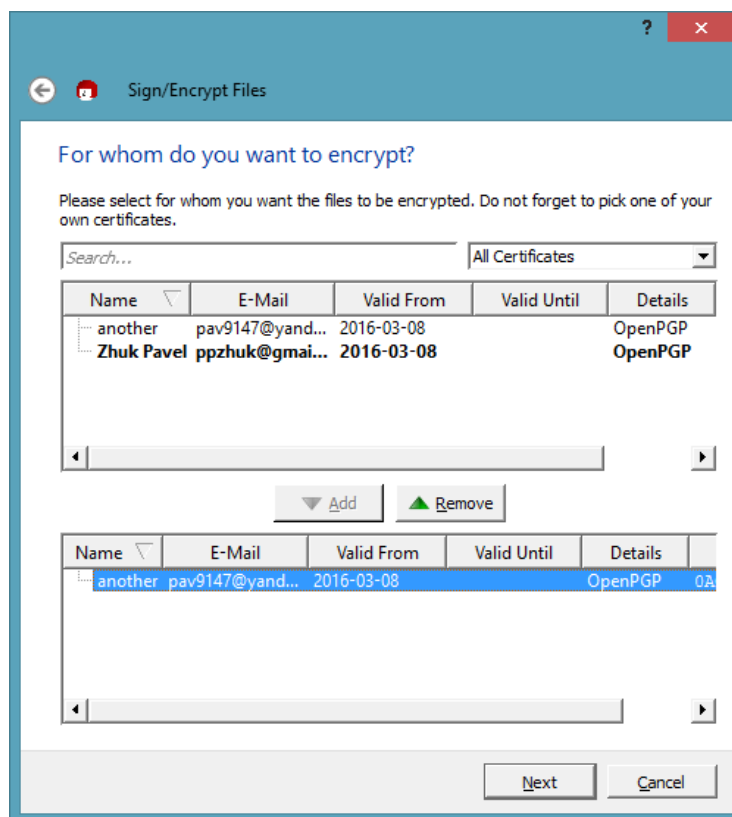 ?
Sign/Encrypt Files
For whom do you want to encrypt?
Please select for whom you want the files to be encrypted. Do not forget to pick one of your
own certificates.
Search... All Certificates
Name E-Mail Valid From Valid Until Details
another pav9147@yand... 2016-03-08 OpenPGP
Zhuk Pavel ppzhuk@gmai... 2016-03-08 OpenPGP
Add Remove
Name E-Mail Valid From Valid Until Details
another pav9147@yand... 2016-03-08 OpenPGP
Next Cancel